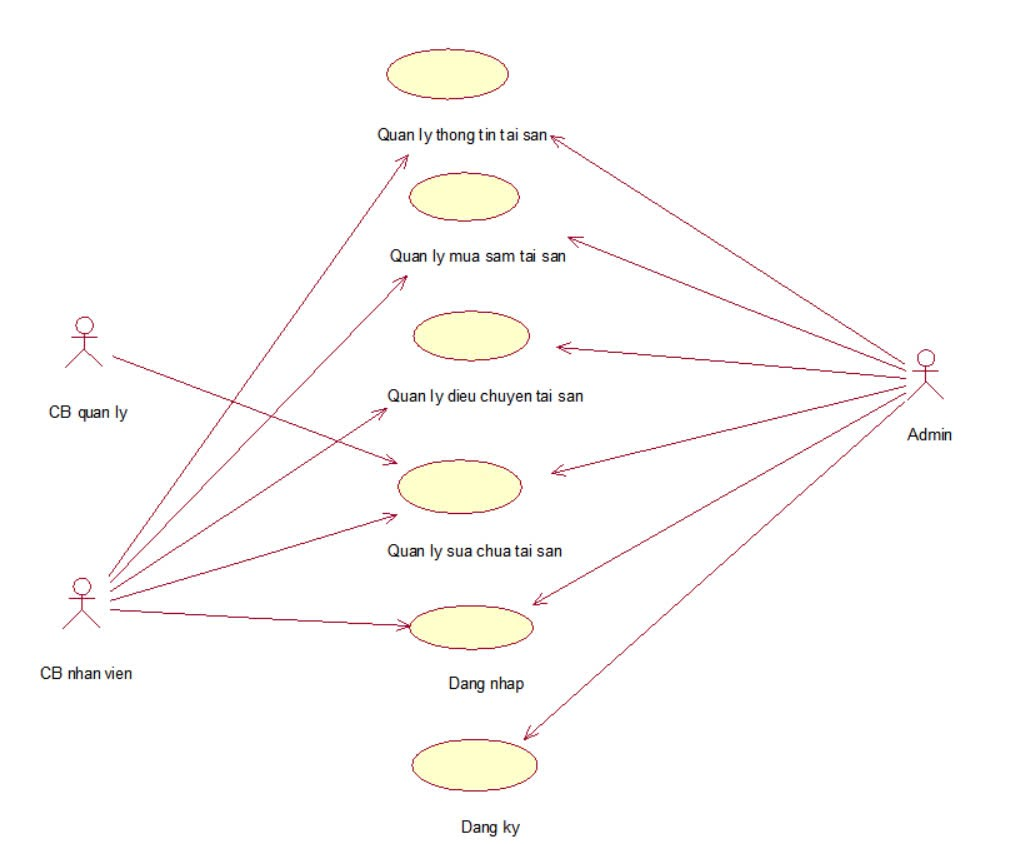 Quan ly thong tin tai san
Quan ly mua sam tai san
CB quan ly
Quan ly dieu chuyen tai san
Admin
Quan ly sua chua tai san
CB nhan vien
Dang nhap
Dang ky